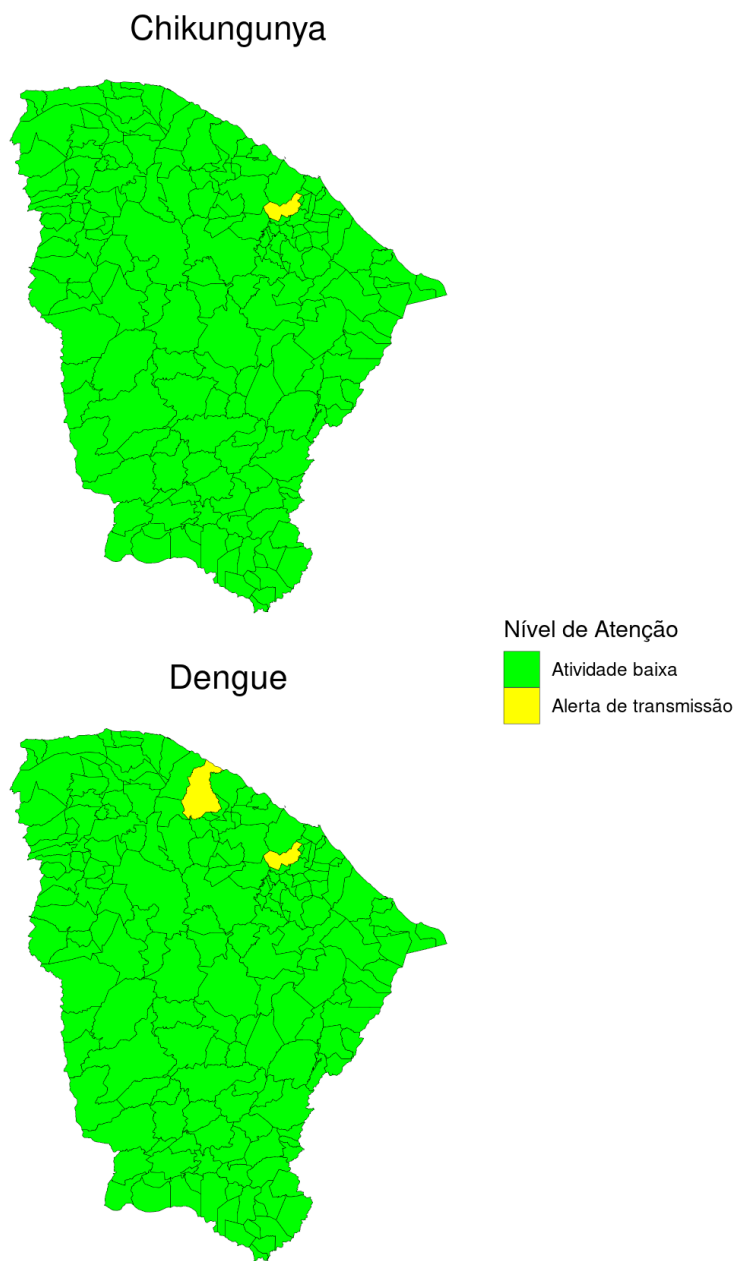 Chikungunya
Nível de Atenção
Atividade baixa
Alerta de transmissão
Dengue